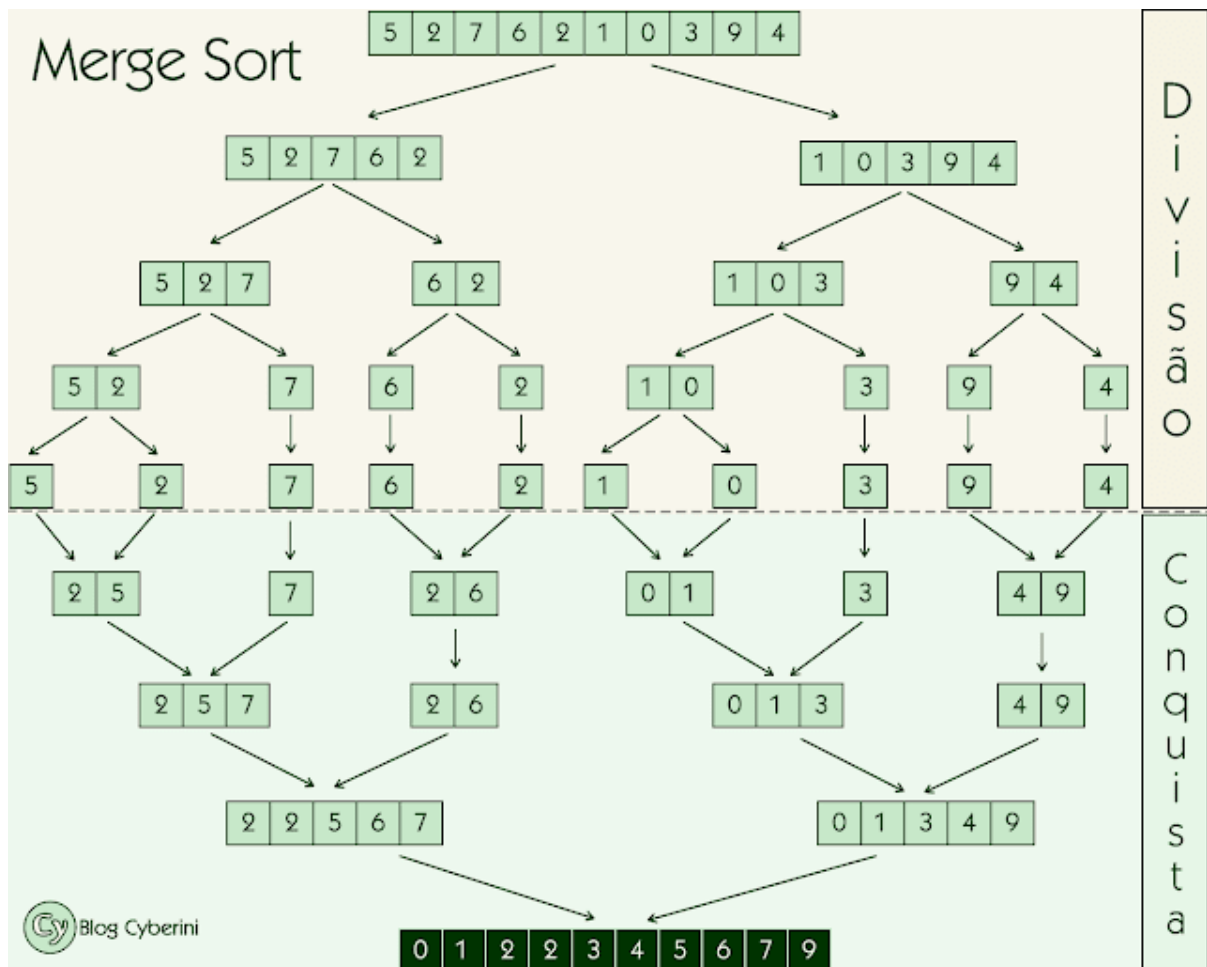 Merge Sort
5 2 7 6 2 1 0 3 9 4
5 2 7 6 2
1 0 3 9 4
5 2 7
6 2
1 0 3
9 4
5 2
7
6
2
1 0
3
9
4
5
2
7
6
2
1
0
3
9
4
Divisão
2 5
7
2 6
0 1
3
4 9
2 5 7
2 6
0 1 3
4 9
2 2 5 6 7
0 1 3 4 9
0 1 2 2 3 4 5 6 7 9
Conquista
Cy Blog Cyberini